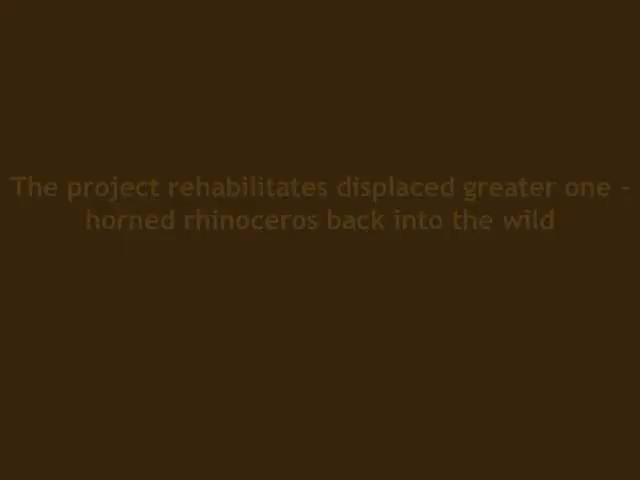 The project rehabilitates displaced greater one -
horned rhinoceros back into the wild